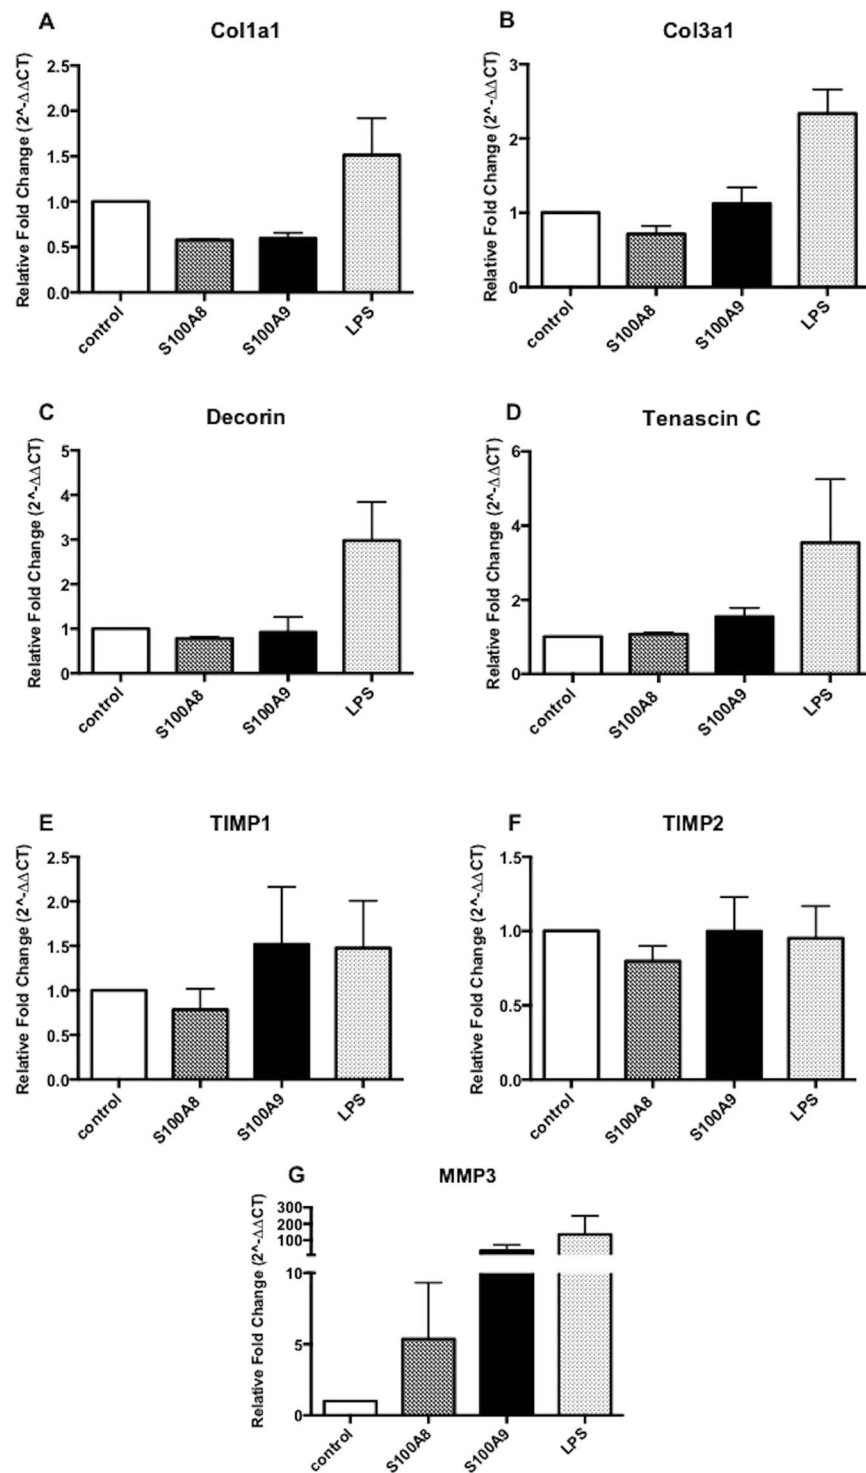 A
Col1a1
Relative Fold Change (2^-ΔΔCT)
2.5
2.0
1.5
1.0
0.5
0.0
control
S100A8
S100A9
LPS
B
Col3a1
Relative Fold Change (2^-ΔΔCT)
3
2
1
0
control
S100A8
S100A9
LPS
C
Decorin
Relative Fold Change (2^-ΔΔCT)
5
4
3
2
1
0
control
S100A8
S100A9
LPS
D
Tenascin C
Relative Fold Change (2^-ΔΔCT)
6
4
2
0
control
S100A8
S100A9
LPS
E
TIMP1
Relative Fold Change (2^-ΔΔCT)
2.5
2.0
1.5
1.0
0.5
0.0
control
S100A8
S100A9
LPS
F
TIMP2
Relative Fold Change (2^-ΔΔCT)
1.5
1.0
0.5
0.0
control
S100A8
S100A9
LPS
G
MMP3
Relative Fold Change (2^-ΔΔCT)
300
200
100
10
5
0
control
S100A8
S100A9
LPS